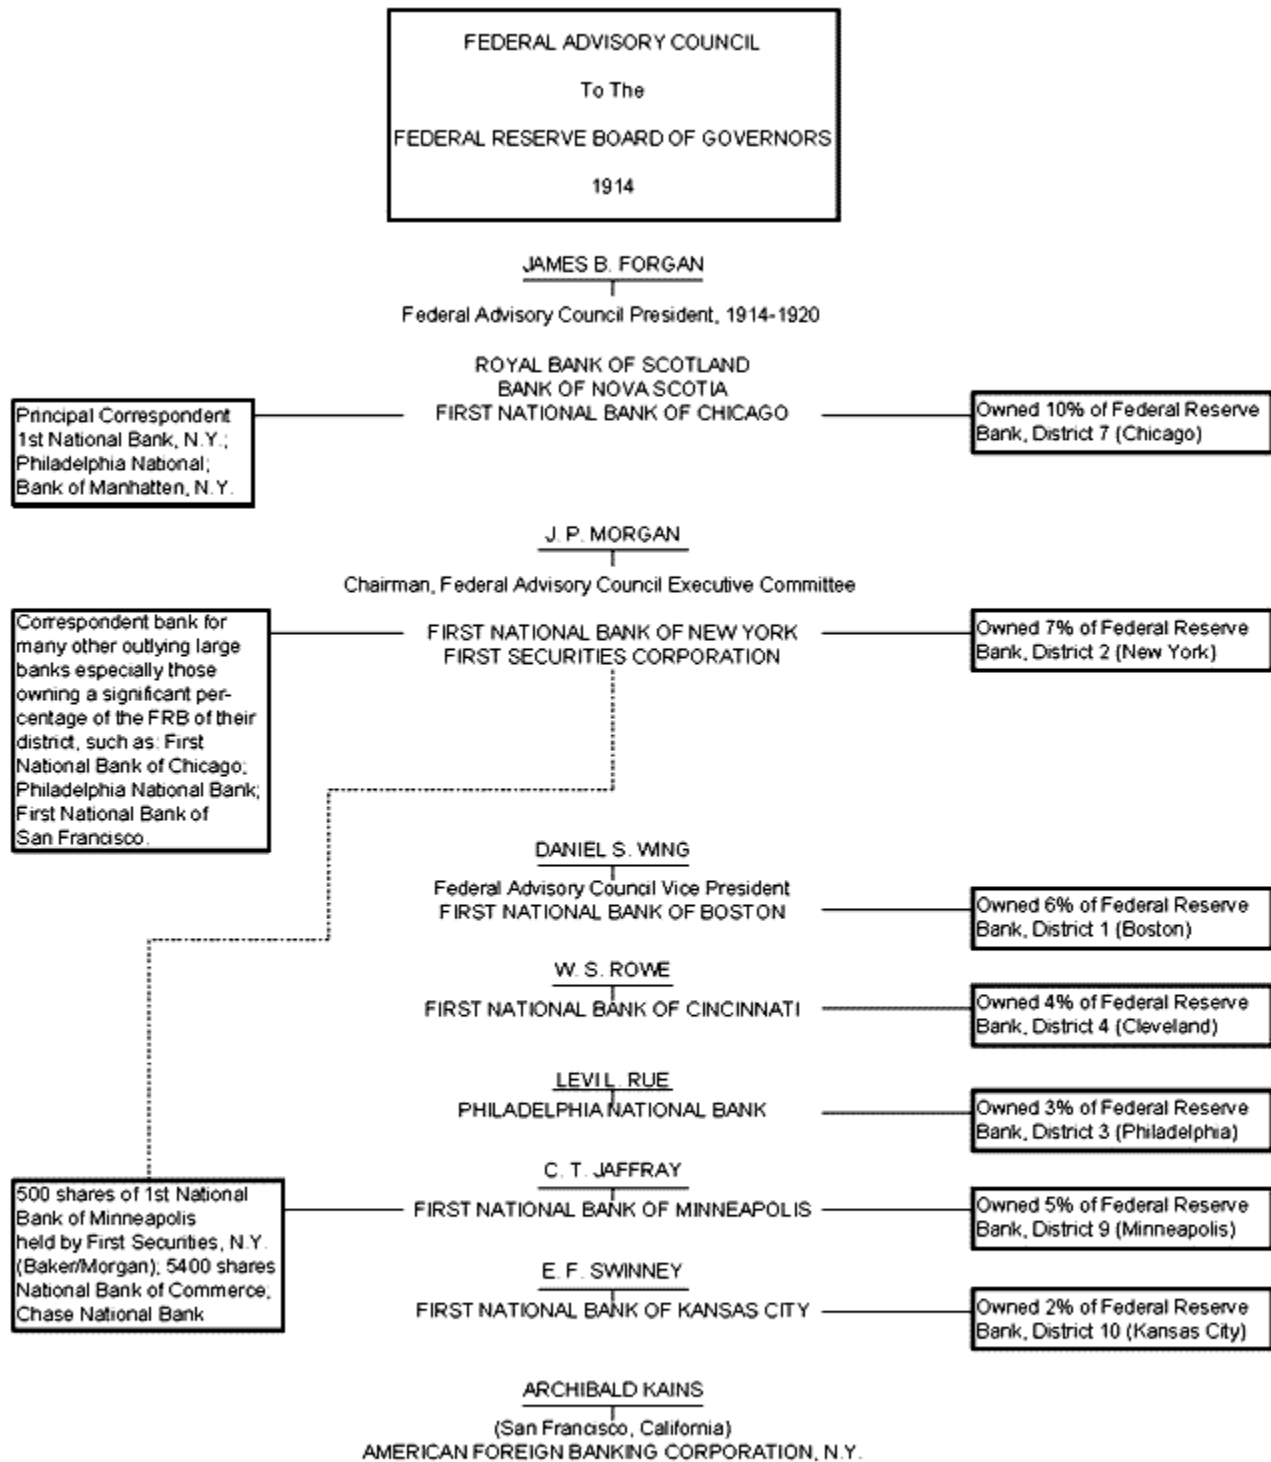 FEDERAL ADVISORY COUNCIL
To The
FEDERAL RESERVE BOARD OF GOVERNORS
1914
JAMES B. FORGAN
Federal Advisory Council President, 1914-1920
ROYAL BANK OF SCOTLAND
BANK OF NOVA SCOTIA
FIRST NATIONAL BANK OF CHICAGO
Principal Correspondent
1st National Bank, N.Y.;
Philadelphia National;
Bank of Manhatten, N.Y.
Owned 10% of Federal Reserve
Bank, District 7 (Chicago)
J. P. MORGAN
Chairman, Federal Advisory Council Executive Committee
FIRST NATIONAL BANK OF NEW YORK
FIRST SECURITIES CORPORATION
Correspondent bank for
many other outlying large
banks especially those
owning a significant per-
centage of the FRB of their
district, such as: First
National Bank of Chicago;
Philadelphia National Bank;
First National Bank of
San Francisco.
Owned 7% of Federal Reserve
Bank, District 2 (New York)
DANIEL S. WING
Federal Advisory Council Vice President
FIRST NATIONAL BANK OF BOSTON
Owned 6% of Federal Reserve
Bank, District 1 (Boston)
W. S. ROWE
FIRST NATIONAL BANK OF CINCINNATI
Owned 4% of Federal Reserve
Bank, District 4 (Cleveland)
LEVI L. RUE
PHILADELPHIA NATIONAL BANK
Owned 3% of Federal Reserve
Bank, District 3 (Philadelphia)
C. T. JAFFRAY
FIRST NATIONAL BANK OF MINNEAPOLIS
500 shares of 1st National
Bank of Minneapolis
held by First Securities, N.Y.
(Baker/Morgan); 5400 shares
National Bank of Commerce;
Chase National Bank
Owned 5% of Federal Reserve
Bank, District 9 (Minneapolis)
E. F. SWINNEY
FIRST NATIONAL BANK OF KANSAS CITY
Owned 2% of Federal Reserve
Bank, District 10 (Kansas City)
ARCHIBALD KAINS
(San Francisco, California)
AMERICAN FOREIGN BANKING CORPORATION, N.Y.